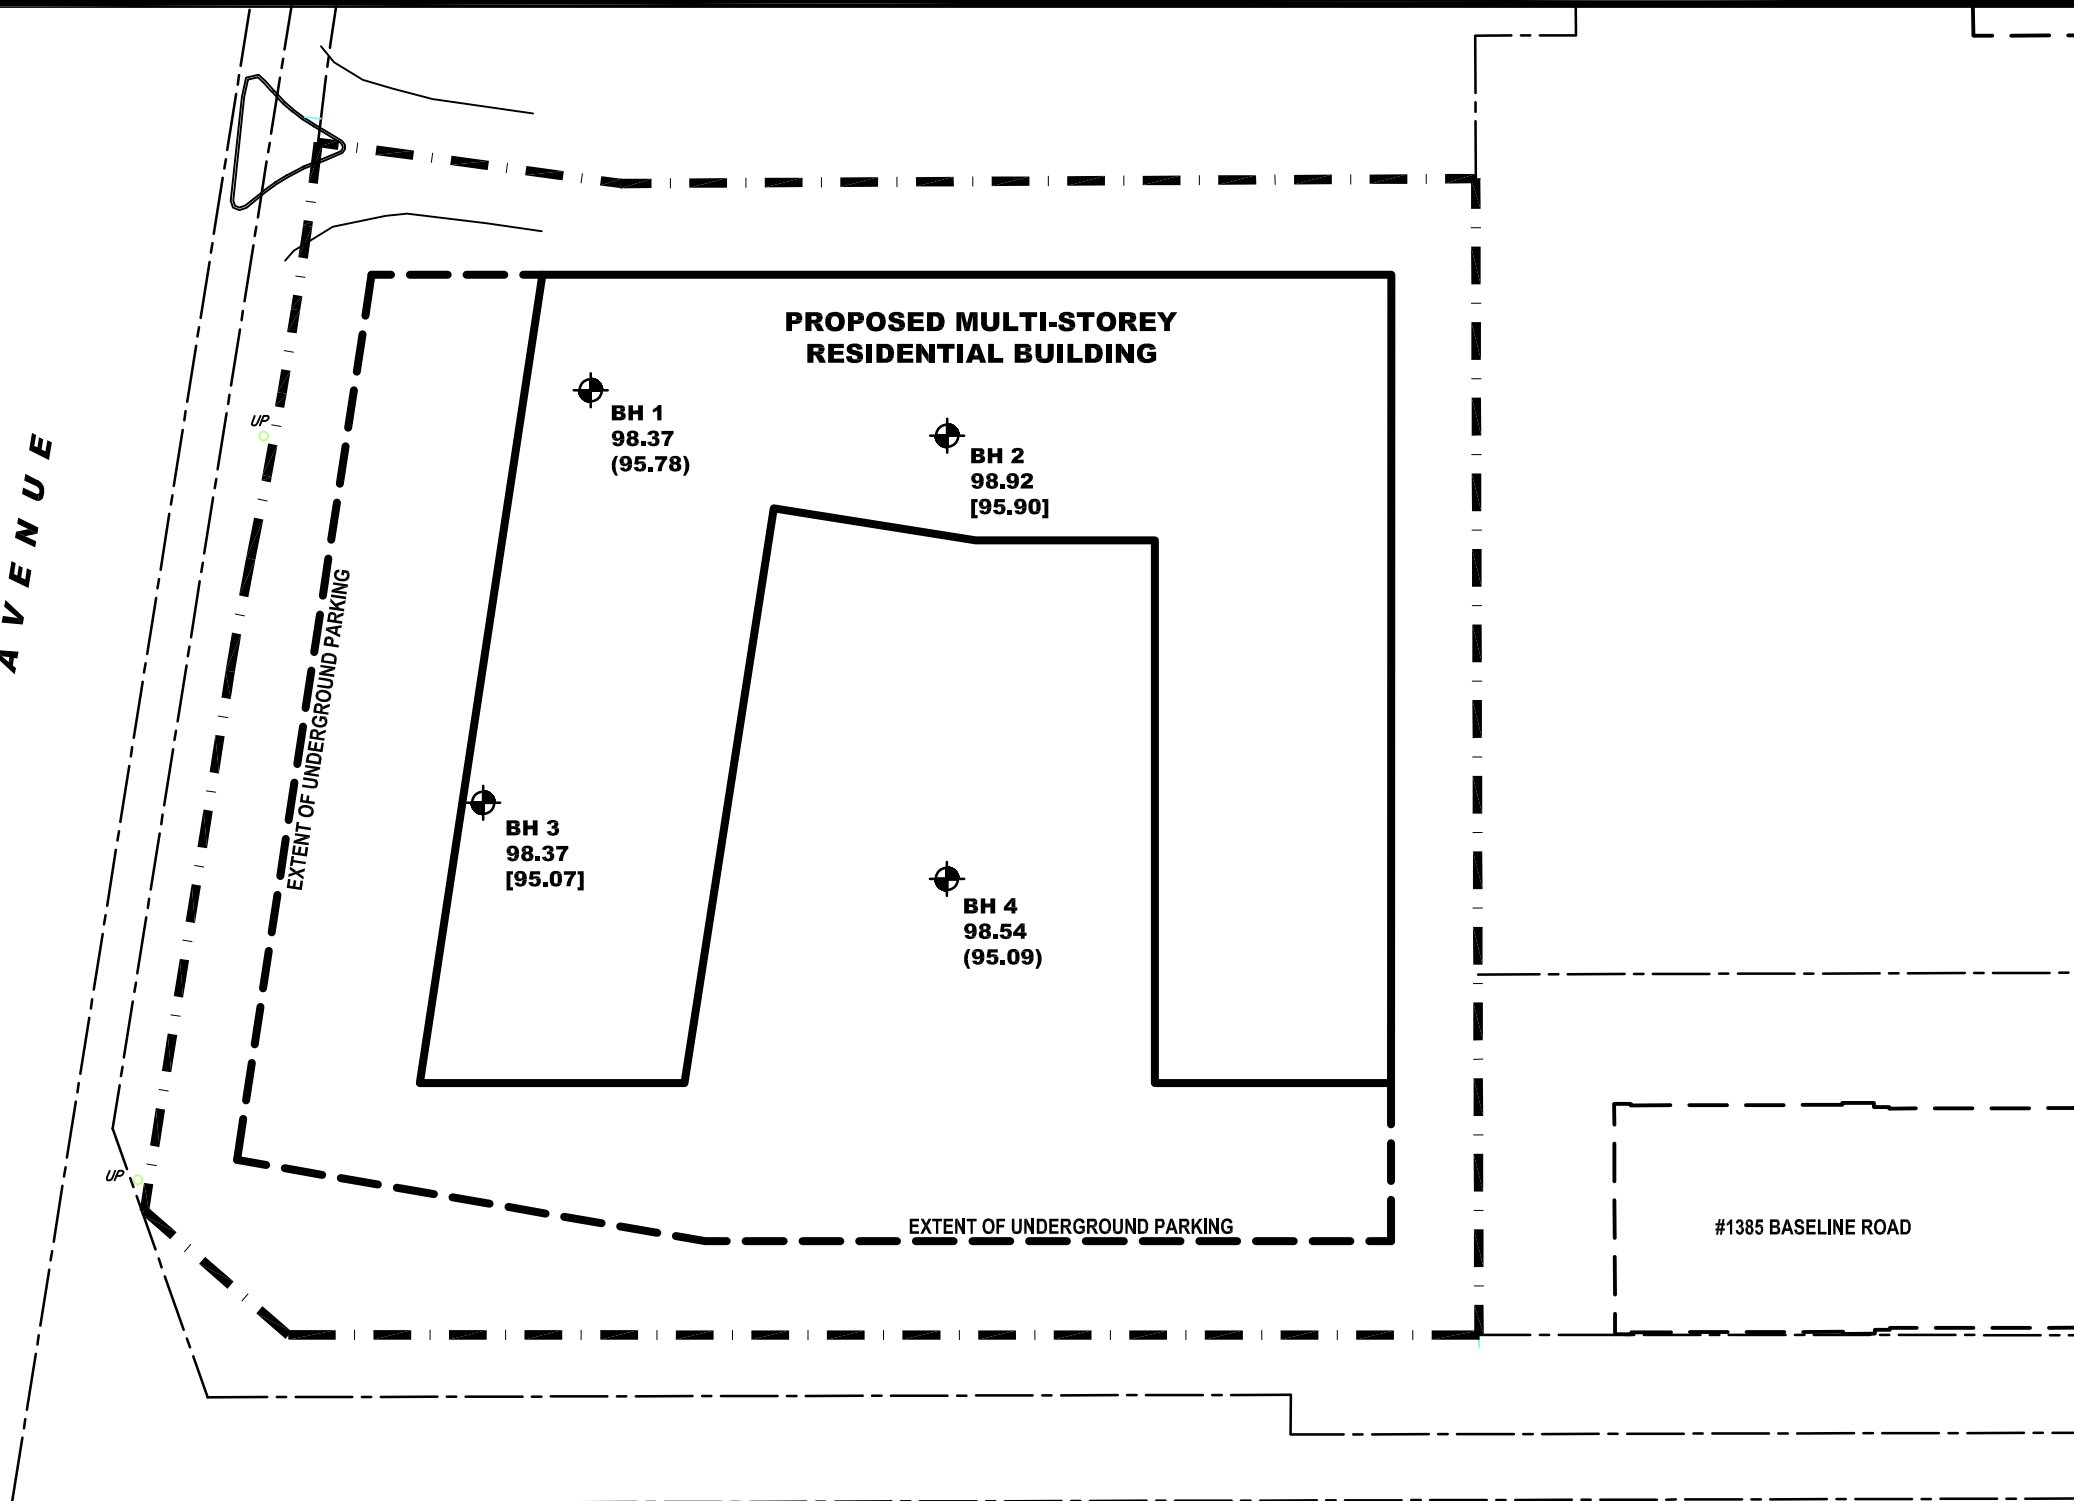 PROPOSED MULTI-STOREY
RESIDENTIAL BUILDING
BH 1
98.37
(95.78)
UP
BH 2
98.92
[95.90]
AVENUE
EXTENT OF UNDERGROUND PARKING
BH 3
98.37
[95.07]
BH 4
98.54
(95.09)
UP
EXTENT OF UNDERGROUND PARKING
#1385 BASELINE ROAD